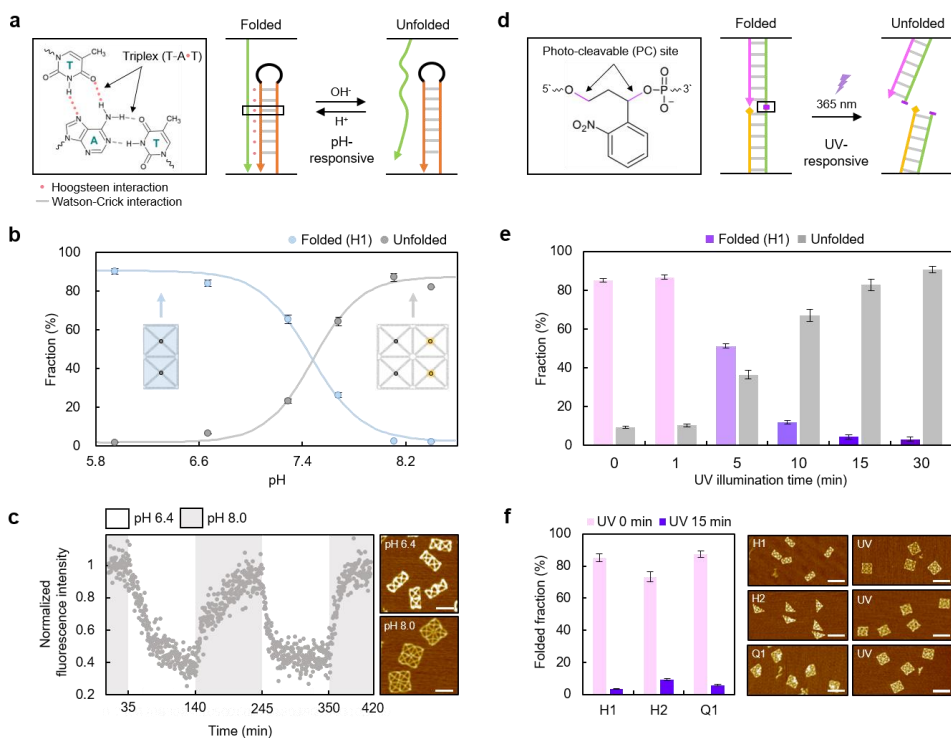 a
Folded
Unfolded
Triplex (T-A•T)
CH₃
T
O
N
H
O
H
N
H
O
CH₃
N
N
A
N
N
H
N
T
N
O
OH⁻
H⁺
pH-
responsive
Hoogsteen interaction
Watson-Crick interaction
d
Folded
Unfolded
Photo-cleavable (PC) site
5'
O
O
P
O
O⁻
3'
O₂N
365 nm
UV-
responsive
b
Folded (H1)
Unfolded
Fraction (%)
100
80
60
40
20
0
5.8
6.6
7.4
8.2
pH
e
Folded (H1)
Unfolded
Fraction (%)
100
80
60
40
20
0
0
1
5
10
15
30
UV illumination time (min)
c
pH 6.4
pH 8.0
Normalized
fluorescence intensity
1.2
1
0.8
0.6
0.4
0.2
35
140
245
350
420
Time (min)
pH 6.4
pH 8.0
f
UV 0 min
UV 15 min
Folded fraction (%)
100
80
60
40
20
0
H1
H2
Q1
H1
UV
H2
UV
Q1
UV